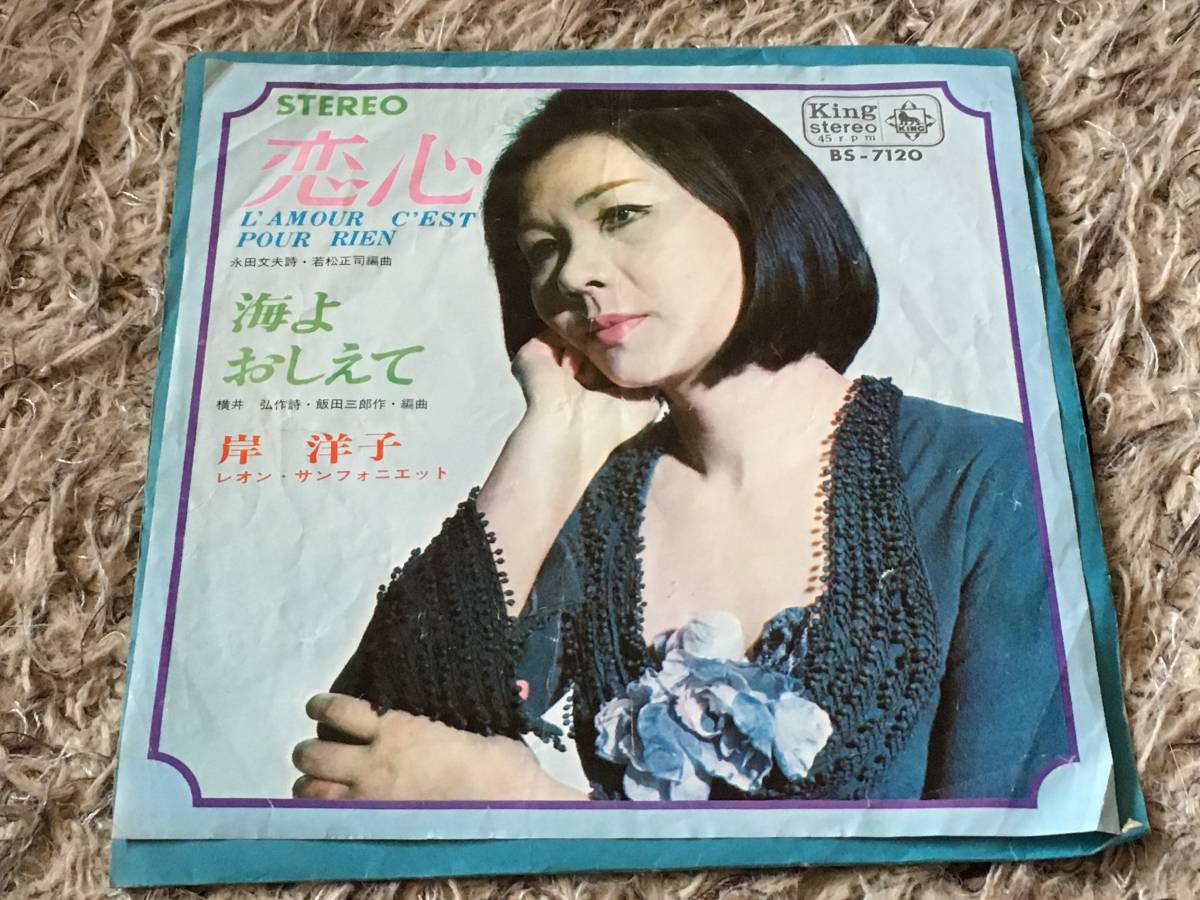 STEREO
恋心
L'AMOUR C'EST
POUR RIEN
永田文夫詩・若松正司編曲
海よ
おしえて
横井 弘作詩・飯田三郎作・編曲
岸 洋子
レオン・サンフォニエット
King
stereo
45 rpm
KING
BS-7120